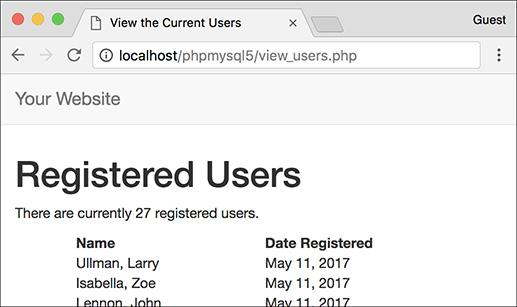 View the Current Users
Guest
localhost/phpmysql5/view_users.php
Your Website
Registered Users
There are currently 27 registered users.
Name Date Registered
Ullman, Larry May 11, 2017
Isabella, Zoe May 11, 2017
Lennon, John May 11, 2017